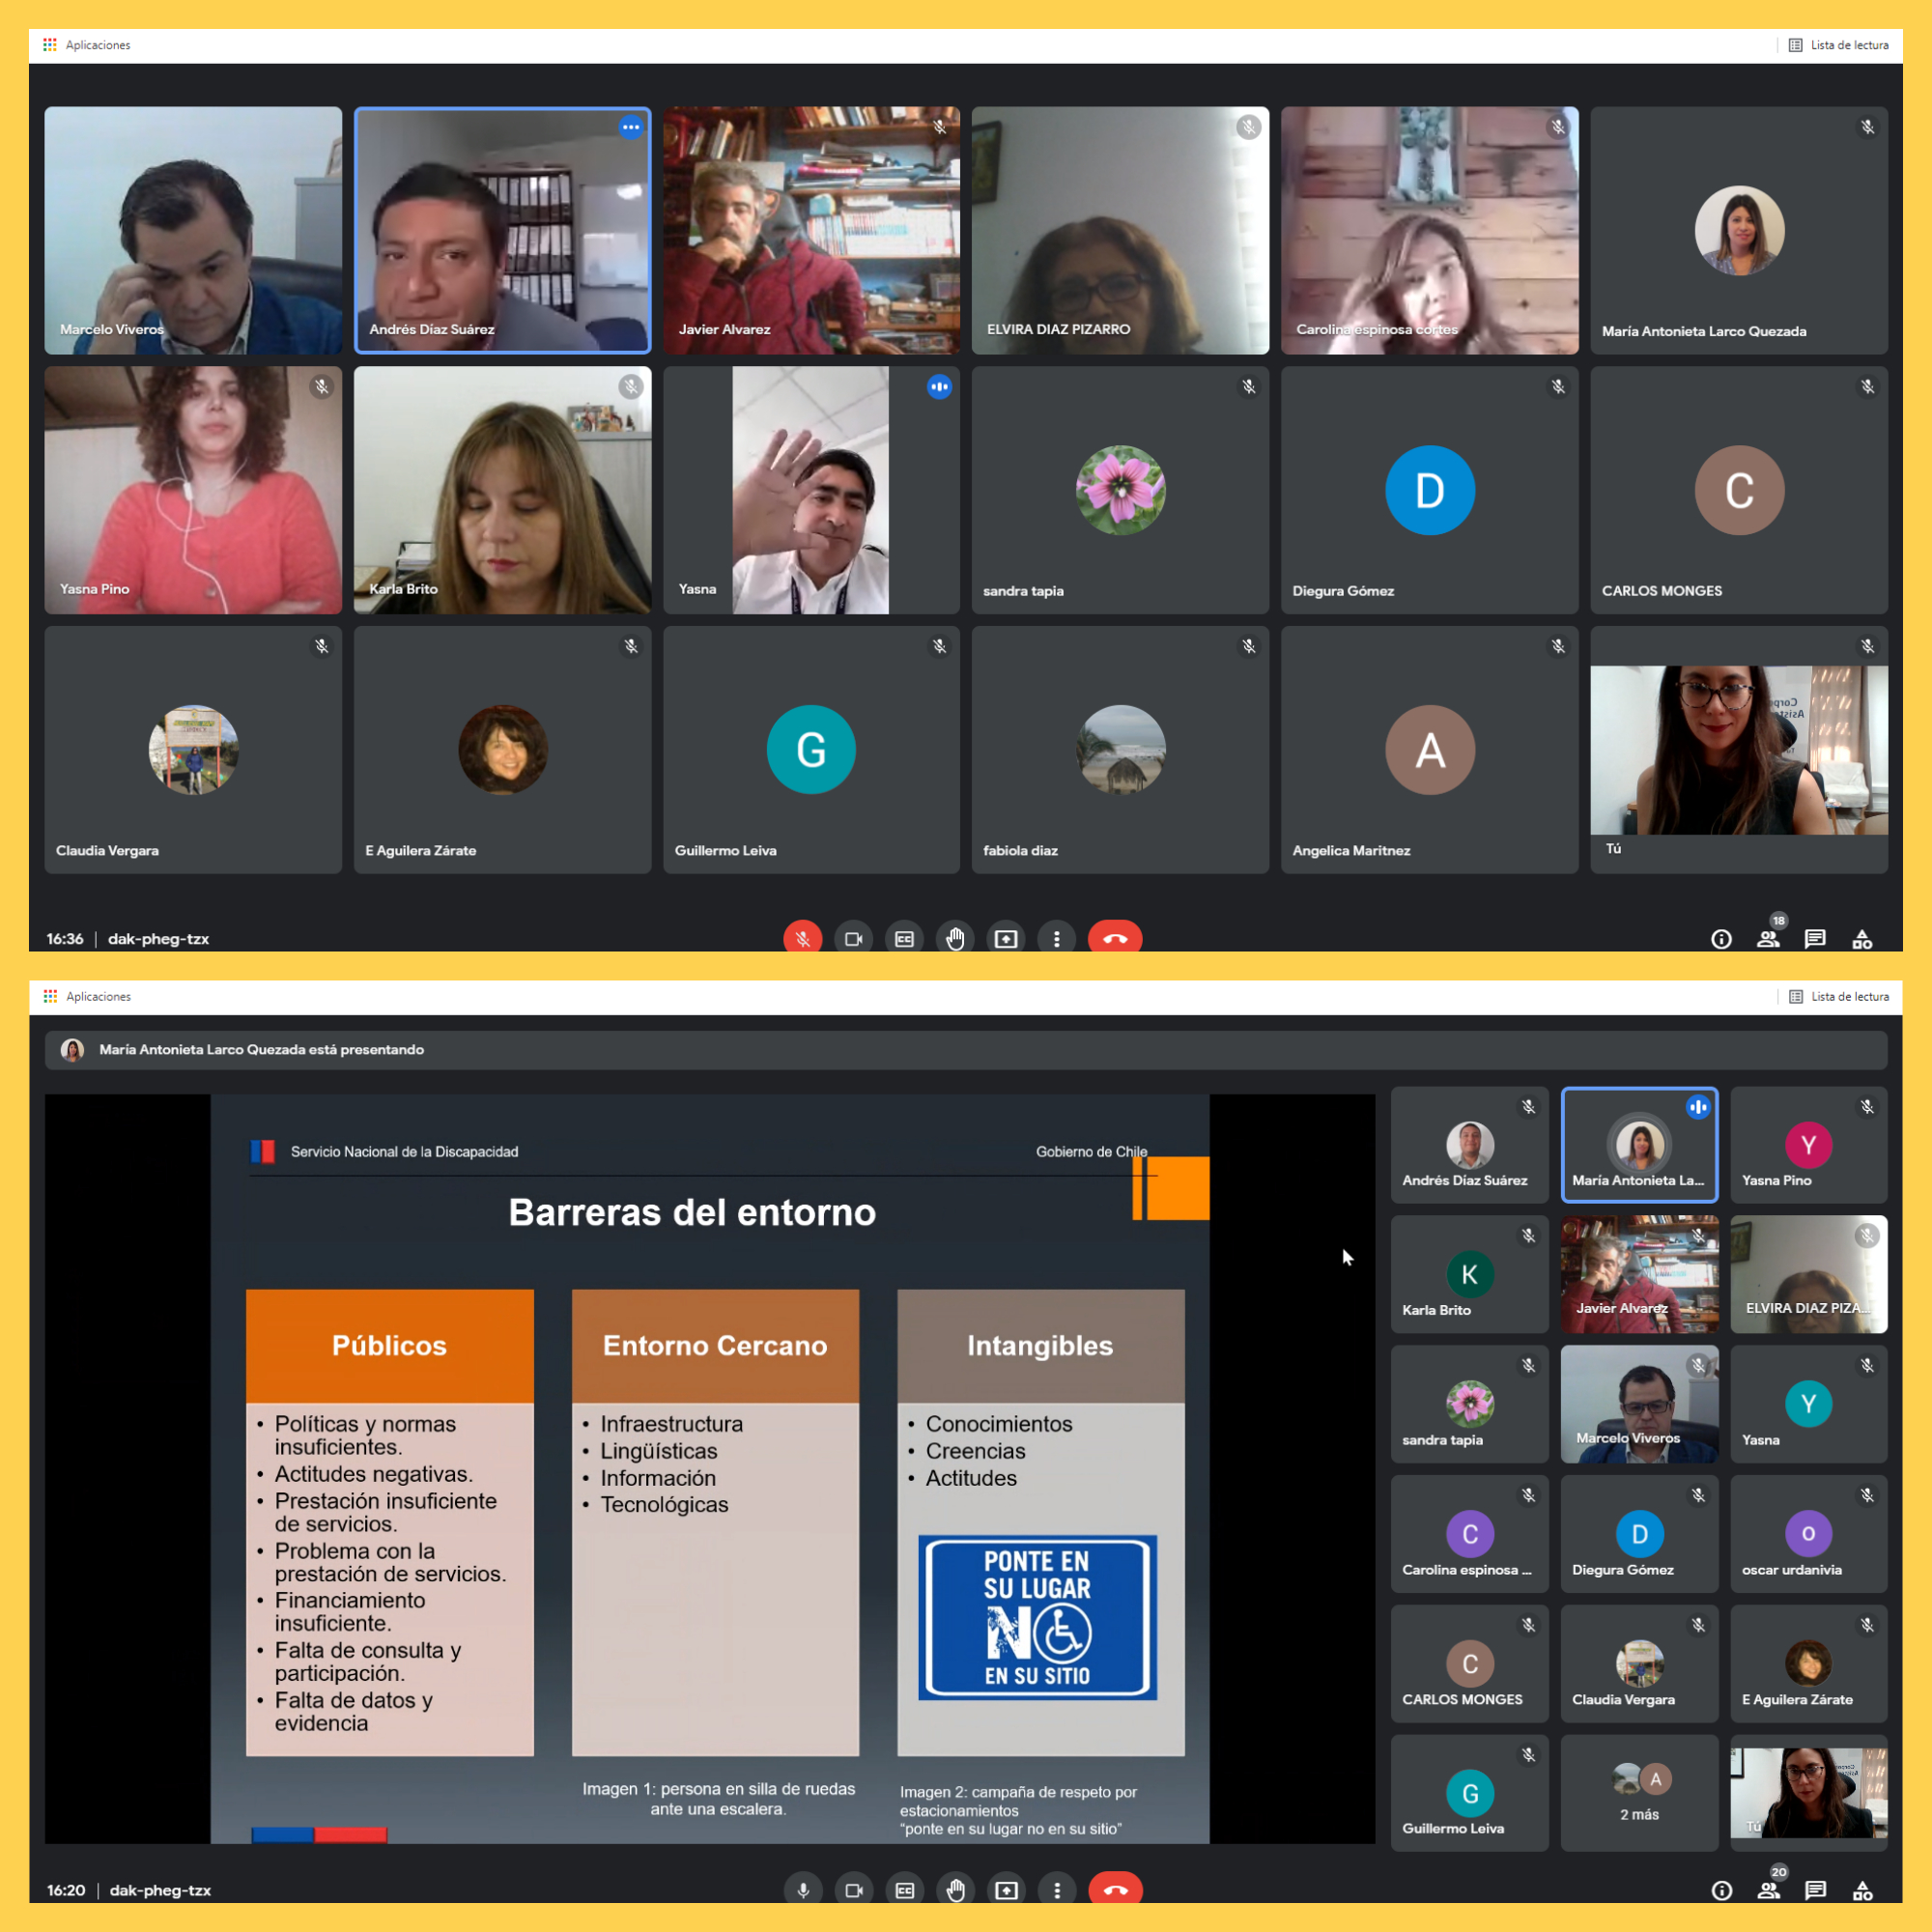 Aplicaciones
Lista de lectura
Marcelo Viveros
Andrés Díaz Suárez
Javier Alvarez
ELVIRA DIAZ PIZARRO
Carolina espinosa cortes
María Antonieta Larco Quezada
Yasna Pino
Karla Brito
Yasna
sandra tapia
D
Diegura Gómez
C
CARLOS MONGES
Claudia Vergara
E Aguilera Zárate
G
Guillermo Leiva
fabiola diaz
A
Angelica Maritnez
Tú
16:36 | dak-pheg-tzx
18
Aplicaciones
Lista de lectura
María Antonieta Larco Quezada está presentando
Servicio Nacional de la Discapacidad
Gobierno de Chile
Barreras del entorno
Públicos
• Políticas y normas
insuficientes.
• Actitudes negativas.
• Prestación insuficiente
de servicios.
• Problema con la
prestación de servicios.
• Financiamiento
insuficiente.
• Falta de consulta y
participación.
• Falta de datos y
evidencia
Entorno Cercano
• Infraestructura
• Lingüísticas
• Información
• Tecnológicas
Imagen 1: persona en silla de ruedas
ante una escalera.
Intangibles
• Conocimientos
• Creencias
• Actitudes
PONTE EN
SU LUGAR
NO
EN SU SITIO
Imagen 2: campaña de respeto por
estacionamientos
“ponte en su lugar no en su sitio”
Andrés Díaz Suárez
María Antonieta La...
Y
Yasna Pino
K
Karla Brito
Javier Alvarez
ELVIRA DIAZ PIZA...
sandra tapia
Marcelo Viveros
Y
Yasna
C
Carolina espinosa ...
D
Diegura Gómez
o
oscar urdanivia
C
CARLOS MONGES
Claudia Vergara
E Aguilera Zárate
G
Guillermo Leiva
A
2 más
Tú
16:20 | dak-pheg-tzx
20